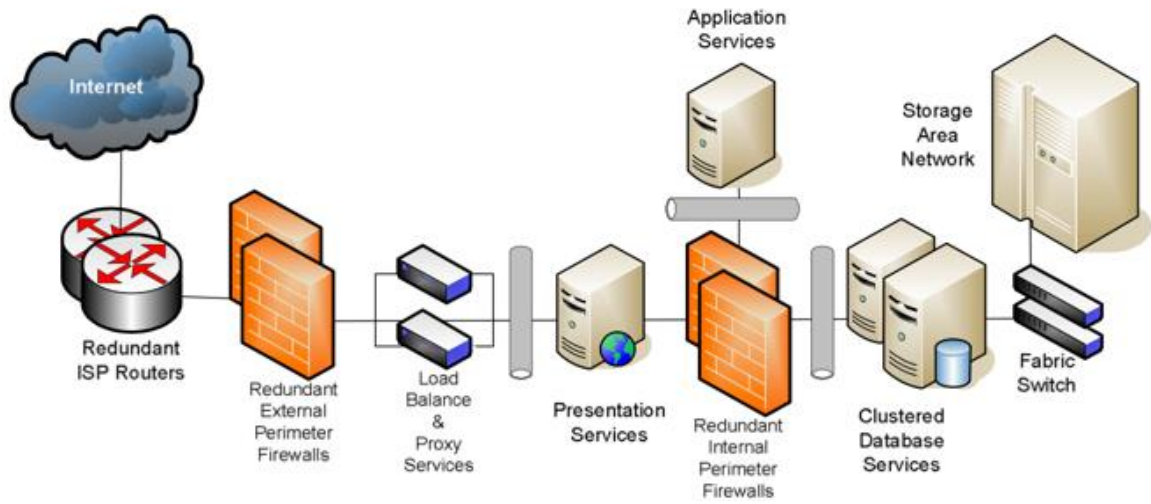 Internet
Redundant
ISP Routers
Redundant
External
Perimeter
Firewalls
Load
Balance
&
Proxy
Services
Presentation
Services
Application
Services
Redundant
Internal
Perimeter
Firewalls
Clustered
Database
Services
Fabric
Switch
Storage
Area
Network